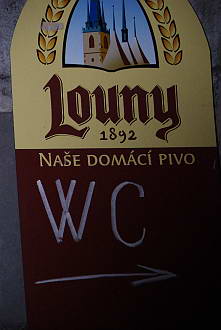 Louny
1892
NAŠE DOMÁCÍ PIVO
WC